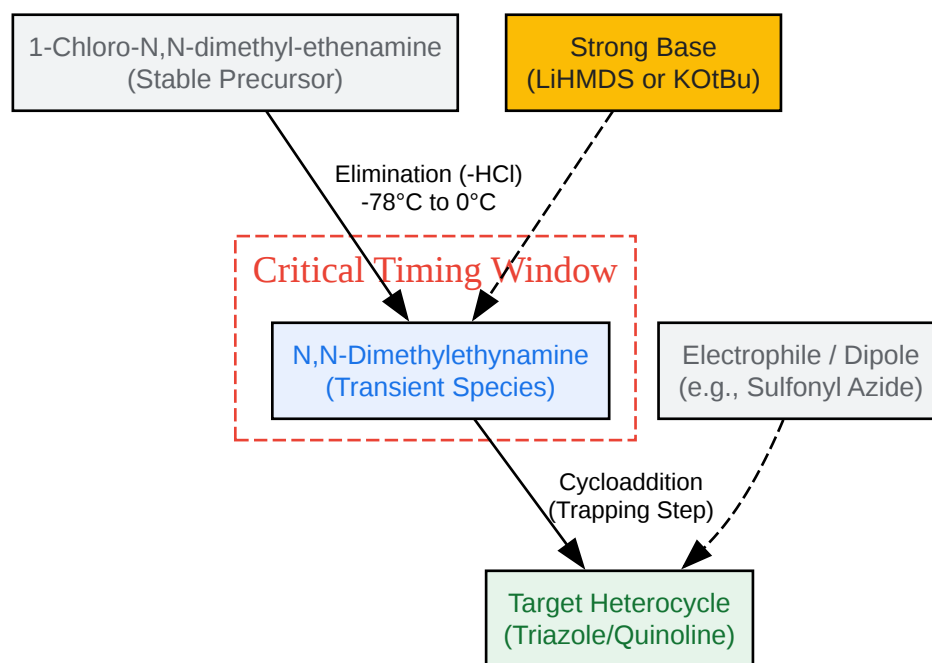 1-Chloro-N,N-dimethyl-ethenamine
(Stable Precursor)
Strong Base
(LiHMDS or KOtBu)
Elimination (-HCl)
-78°C to 0°C
Critical Timing Window
N,N-Dimethylethynamine
(Transient Species)
Electrophile / Dipole
(e.g., Sulfonyl Azide)
Cycloaddition
(Trapping Step)
Target Heterocycle
(Triazole/Quinoline)